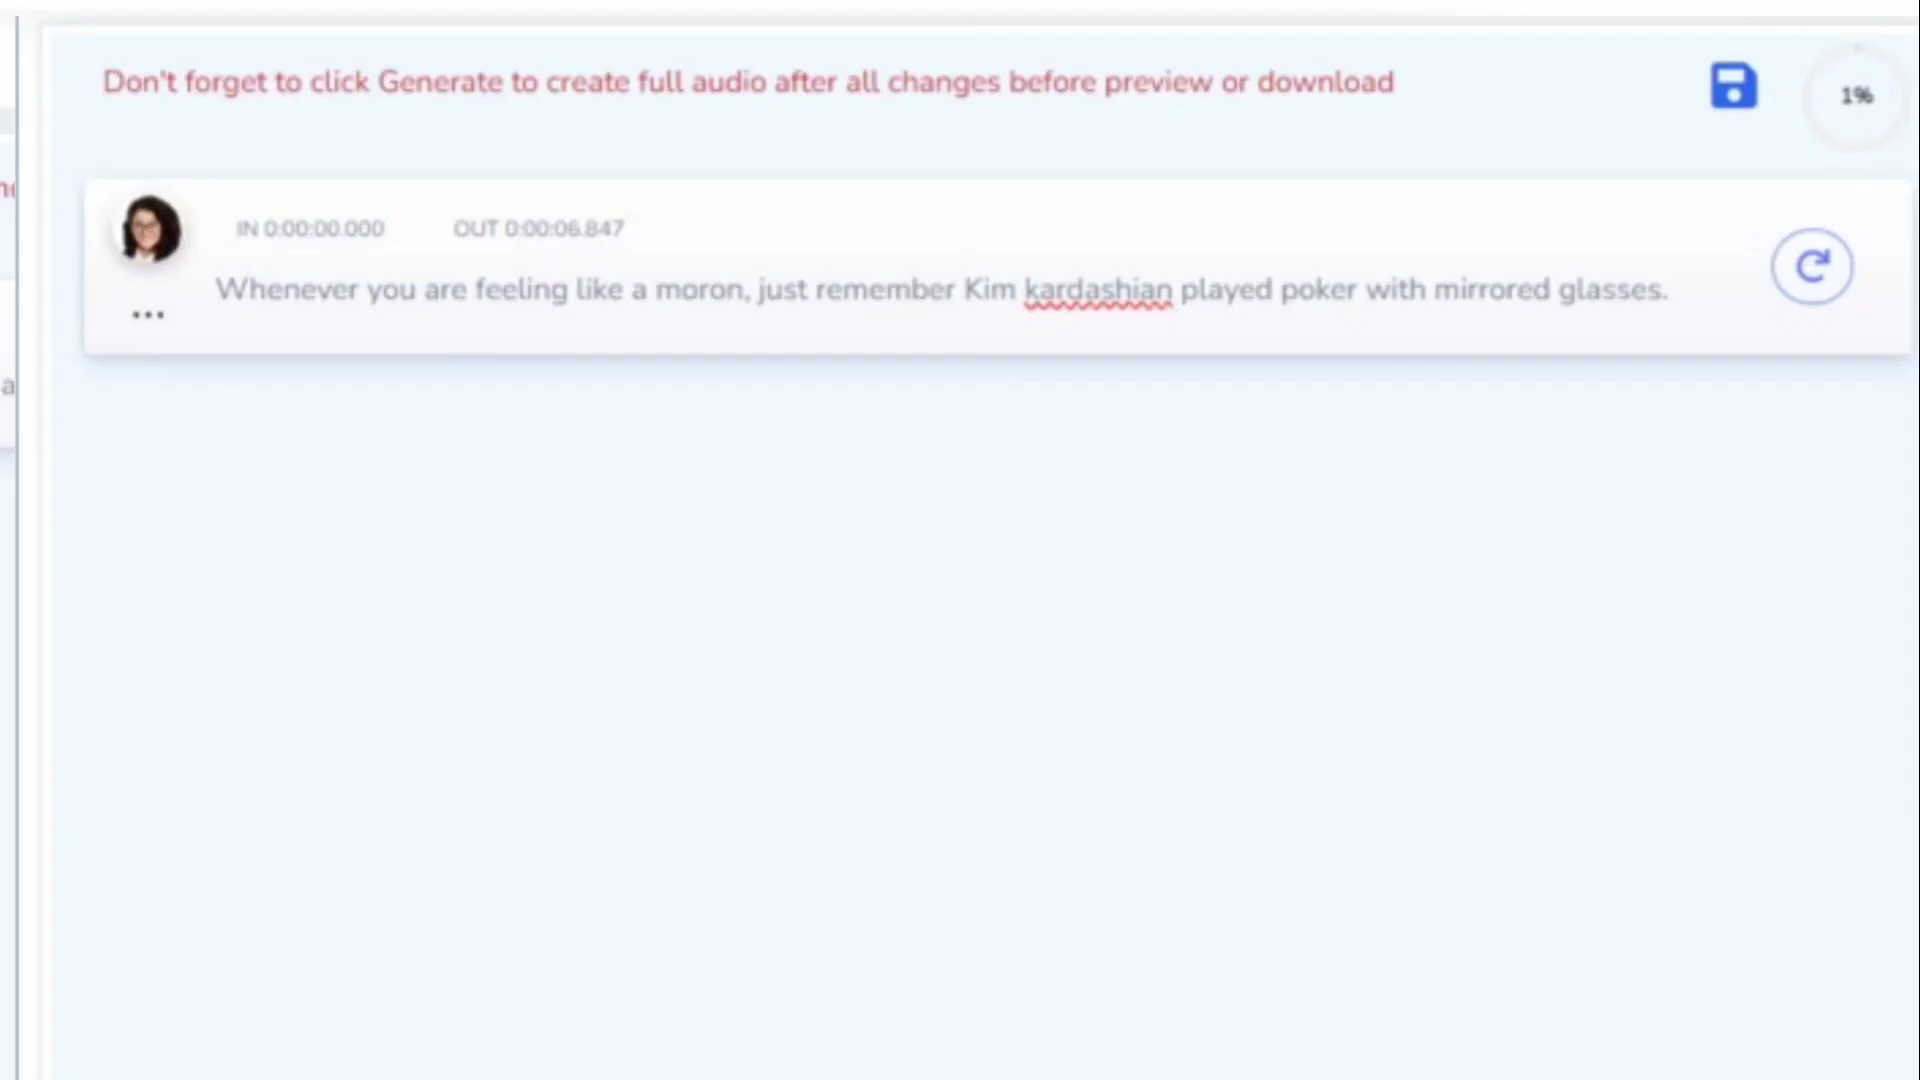 Don't forget to click Generate to create full audio after all changes before preview or download
1%
IN 0:00:00.000 OUT 0:00:06.847
Whenever you are feeling like a moron, just remember Kim kardashian played poker with mirrored glasses.
a